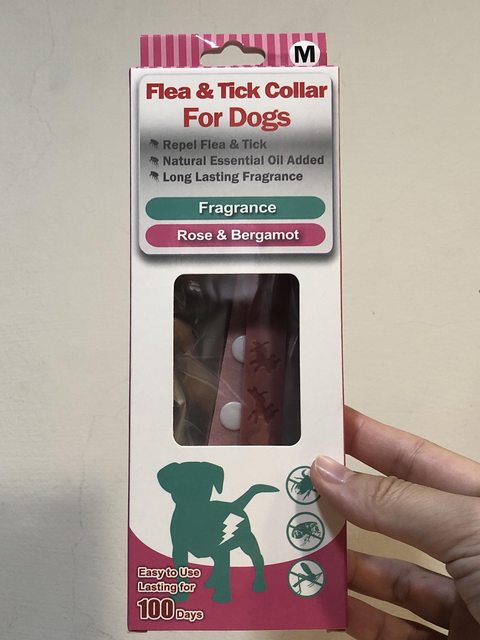 M
Flea & Tick Collar
For Dogs
Repel Flea & Tick
Natural Essential Oil Added
Long Lasting Fragrance
Fragrance
Rose & Bergamot
Easy to Use
Lasting for
100 Days